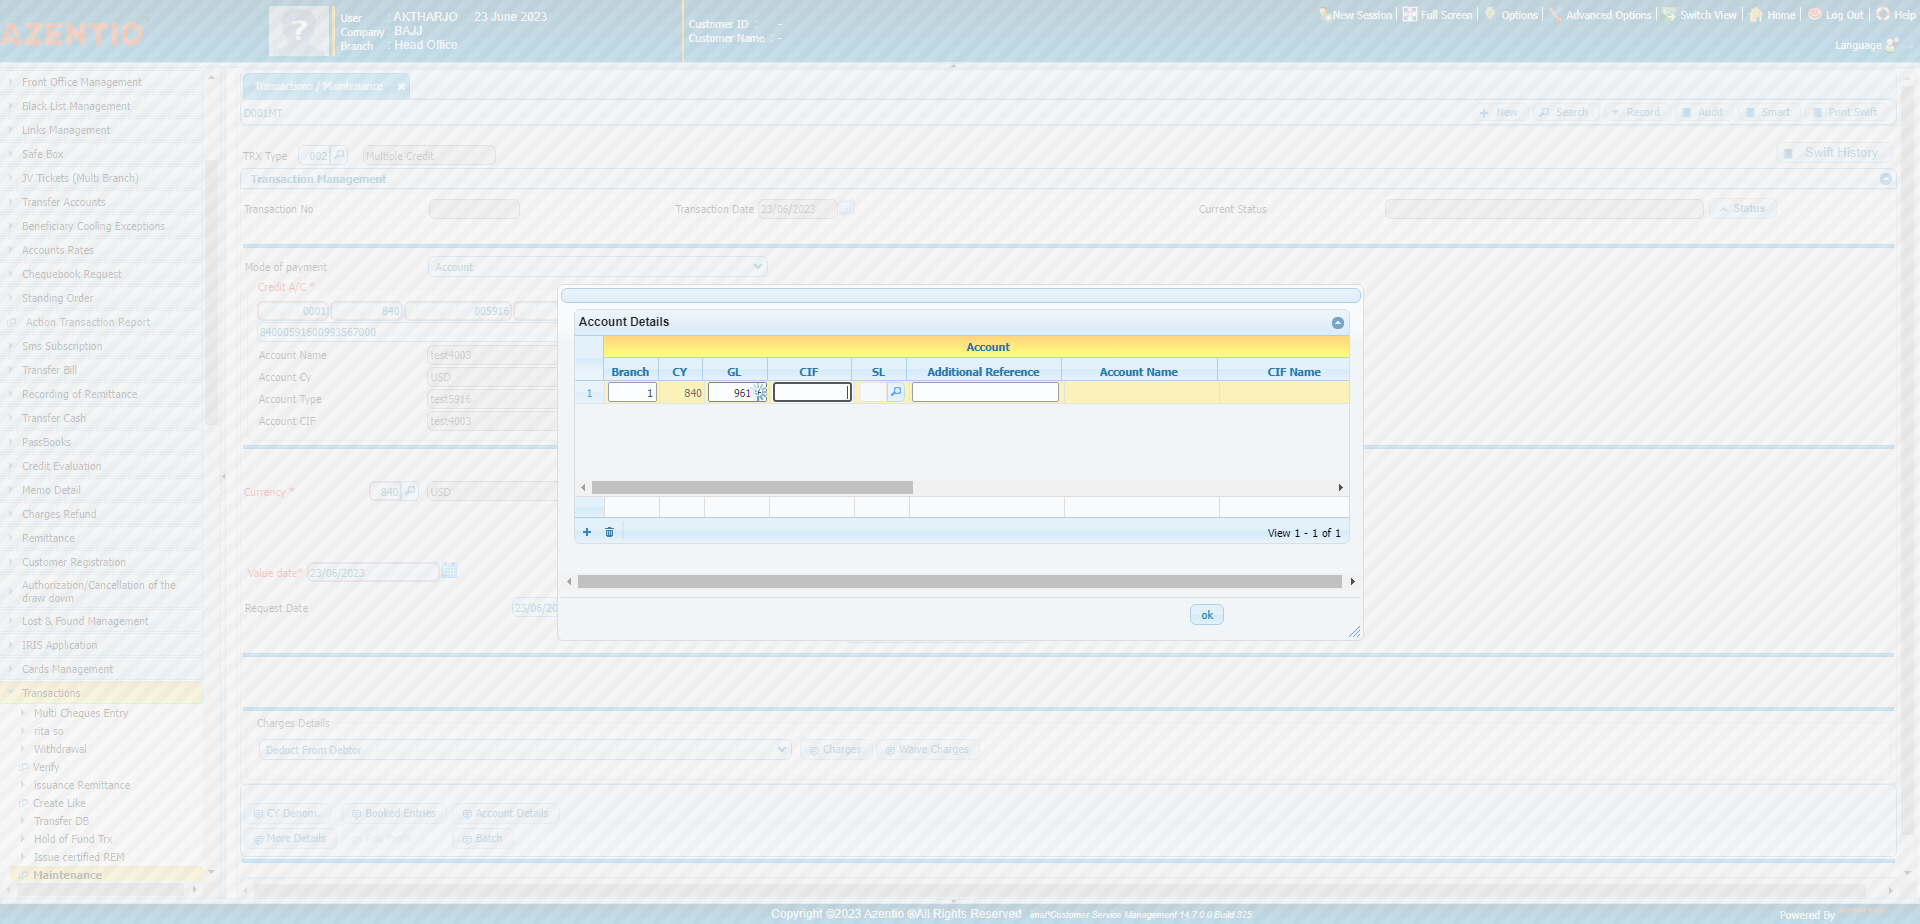 AZENTIO
User : AKTHARJO 23 June 2023
Company : BAJJ
Branch : Head Office
Customer ID : -
Customer Name : -
New Session
Full Screen
Options
Advanced Options
Switch View
Home
Log Out
Help
Language
Front Office Management
Black List Management
Links Management
Safe Box
JV Tickets (Multi Branch)
Transfer Accounts
Beneficiary Cooling Exceptions
Accounts Rates
Chequebook Request
Standing Order
Action Transaction Report
Sms Subscription
Transfer Bill
Recording of Remittance
Transfer Cash
PassBooks
Credit Evaluation
Memo Detail
Charges Refund
Remittance
Customer Registration
Authorization/Cancellation of the
draw down
Lost & Found Management
IRIS Application
Cards Management
Transactions
Multi Cheques Entry
rita so
Withdrawal
Verify
issuance Remittance
Create Like
Transfer DB
Hold of Fund Trx
Issue certified REM
Maintenance
Transactions / Maintenance
D001MT
New Search Record Audit Smart Print Swift
TRX Type 002 Multiple Credit
Swift History
Transaction Management
Transaction No Transaction Date 23/06/2023 Current Status Status
Mode of payment Account
Credit A/C *
0001 840 005916
84000591600993567000
Account Name test4003
Account Cy USD
Account Type test5916
Account CIF test4003
Currency * 840 USD
Value date* 23/06/2023
Request Date 23/06/20
Account Details
Account
Branch CY GL CIF SL Additional Reference Account Name CIF Name
1 1 840 961
View 1 - 1 of 1
ok
Charges Details
Deduct From Debtor Charges Waive Charges
CY Denom. Booked Entries Account Details
More Details Adv Profit Batch
Copyright ©2023 Azentio ®All Rights Reserved imal*Customer Service Management 14.7.0.0 Build 325
Powered By